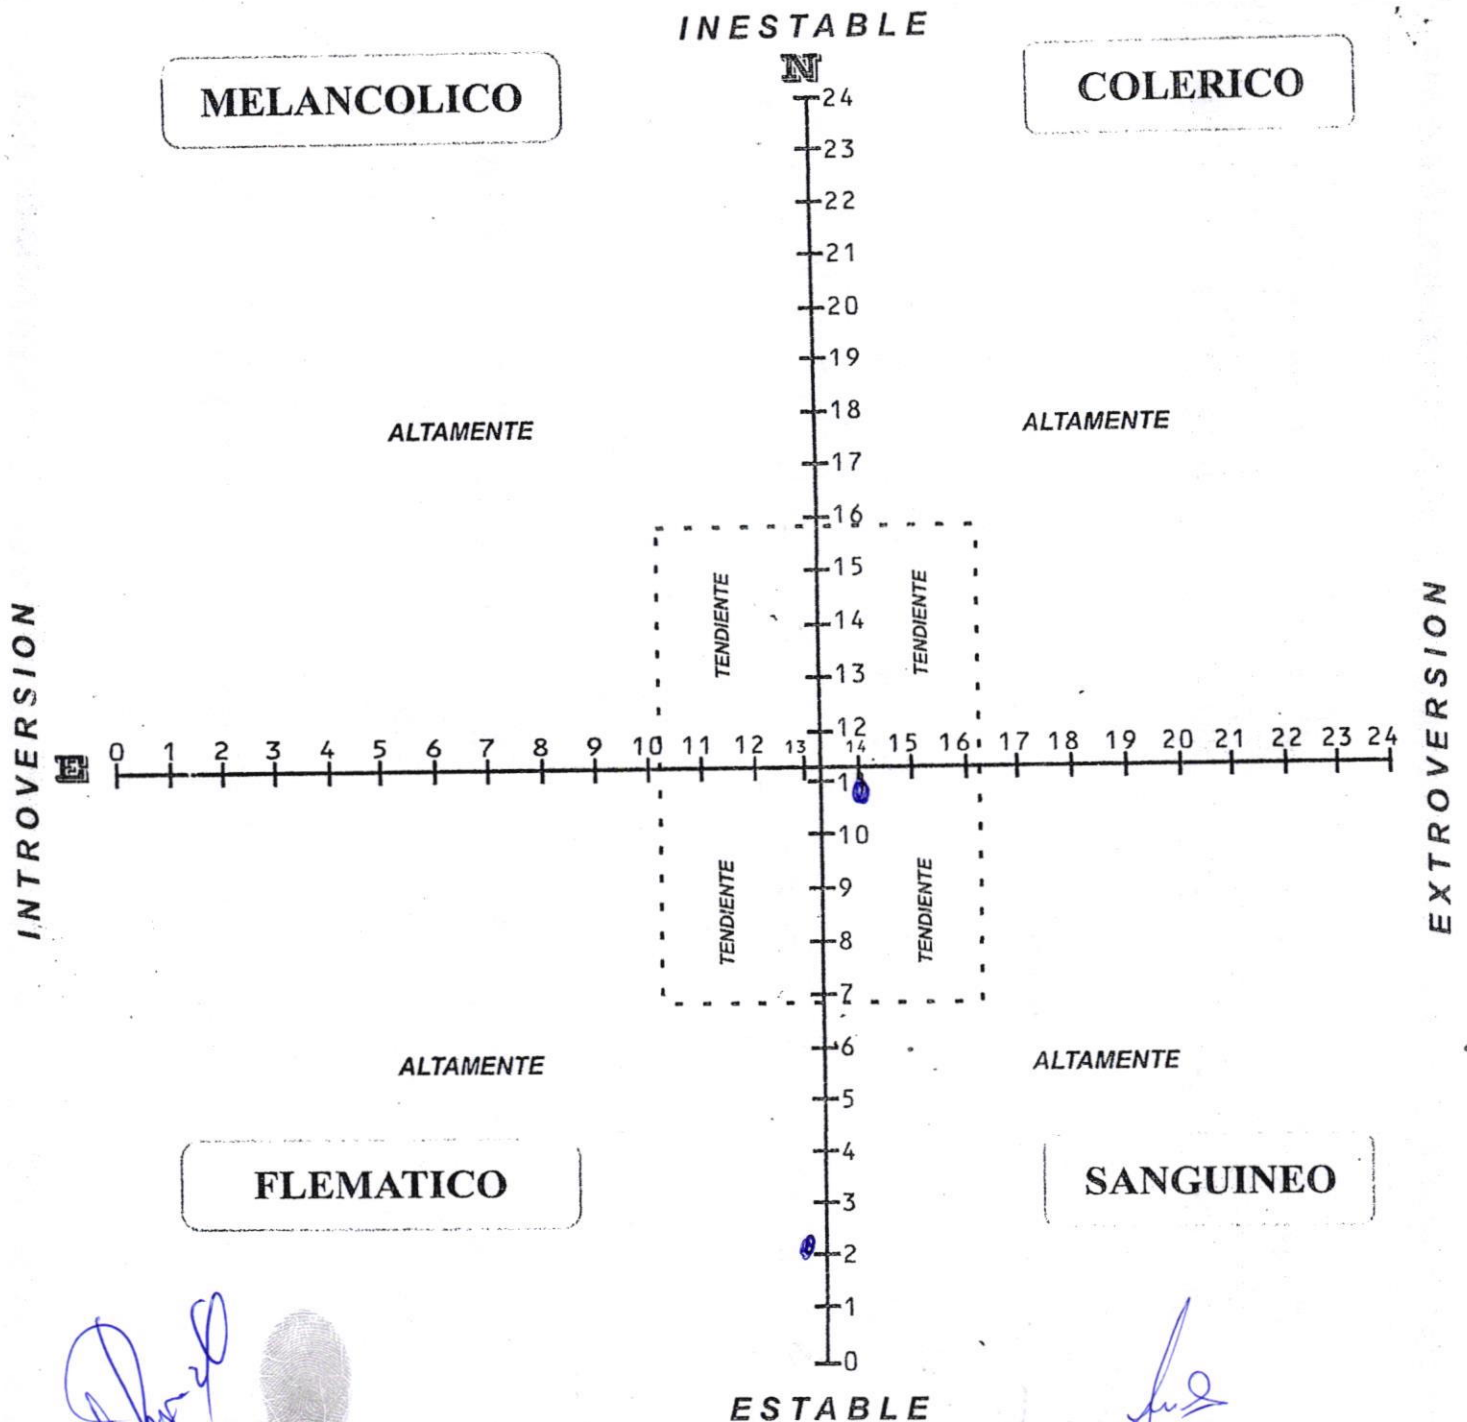 INESTABLE
N
MELANCOLICO
COLERICO
24
23
22
21
20
19
18
ALTAMENTE
ALTAMENTE
17
16
15
TENDIENTE
TENDIENTE
14
13
12
INTROVERSION
E
0 1 2 3 4 5 6 7 8 9 10 11 12 13 14 15 16 17 18 19 20 21 22 23 24
EXTROVERSION
10
9
TENDIENTE
TENDIENTE
8
7
6
ALTAMENTE
ALTAMENTE
5
4
FLEMATICO
SANGUINEO
3
2
1
0
ESTABLE